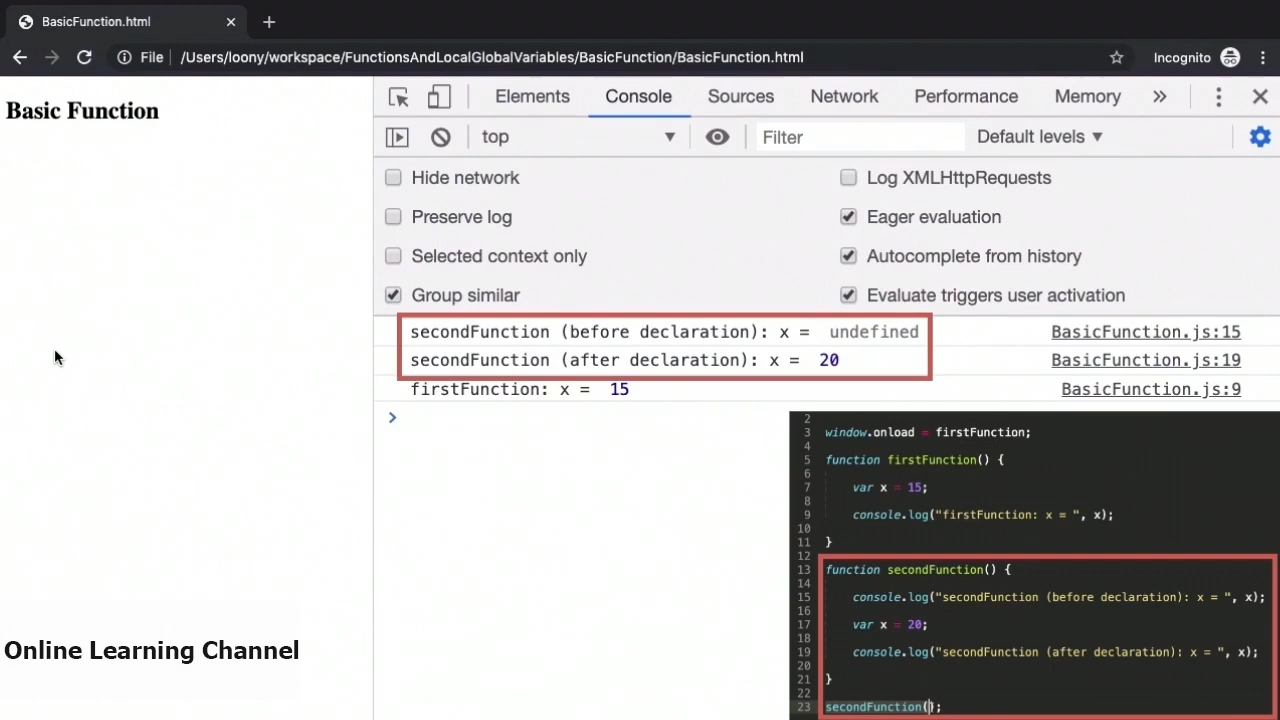 BasicFunction.html
File /Users/loony/workspace/FunctionsAndLocalGlobalVariables/BasicFunction/BasicFunction.html Incognito
Basic Function
Elements Console Sources Network Performance Memory »
top Filter Default levels ▼
Hide network Log XMLHttpRequests
Preserve log Eager evaluation
Selected context only Autocomplete from history
Group similar Evaluate triggers user activation
secondFunction (before declaration): x = undefined BasicFunction.js:15
secondFunction (after declaration): x = 20 BasicFunction.js:19
firstFunction: x = 15 BasicFunction.js:9
2
3 window.onload = firstFunction;
4
5 function firstFunction() {
6
7 var x = 15;
8
9 console.log("firstFunction: x = ", x);
10
11 }
12
13 function secondFunction() {
14
15 console.log("secondFunction (before declaration): x = ", x);
16
17 var x = 20;
18
19 console.log("secondFunction (after declaration): x = ", x);
20
21 }
22
23 secondFunction();
Online Learning Channel